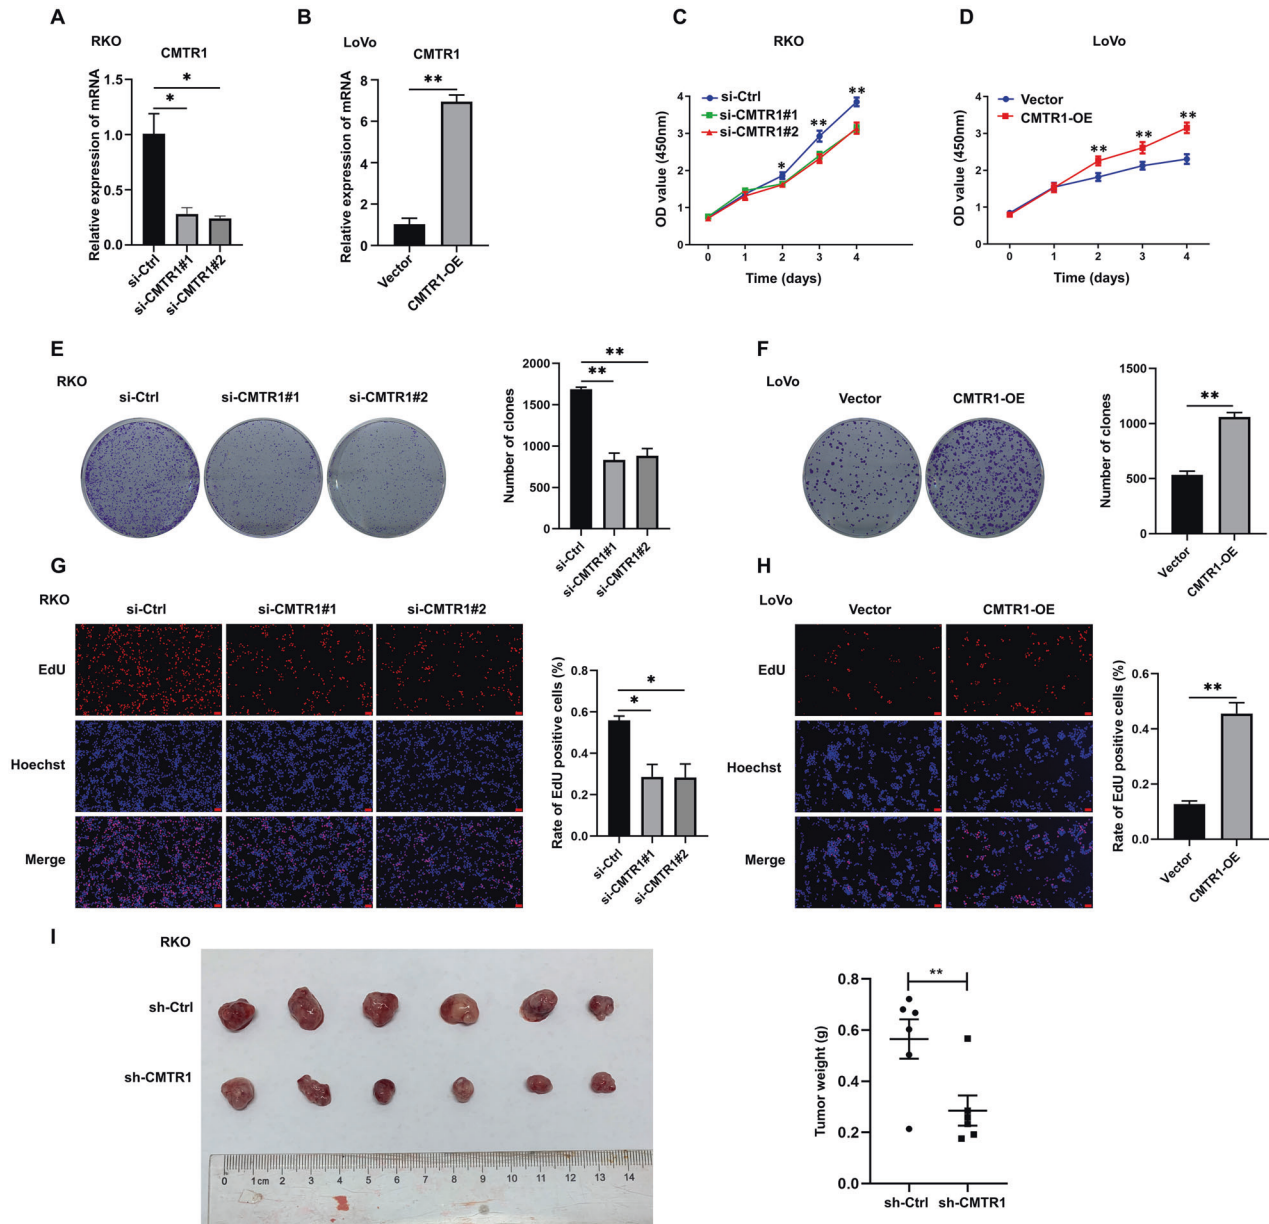 A
RKO
CMTR1
Relative expression of mRNA
1.5
1.0
0.5
0.0
*
*
si-Ctrl
si-CMTR1#1
si-CMTR1#2
B
LoVo
CMTR1
Relative expression of mRNA
8
6
4
2
0
**
Vector
CMTR1-OE
C
RKO
si-Ctrl
si-CMTR1#1
si-CMTR1#2
OD value (450nm)
4
3
2
1
0
*
**
**
0 1 2 3 4
Time (days)
D
LoVo
Vector
CMTR1-OE
OD value (450nm)
4
3
2
1
0
**
**
**
0 1 2 3 4
Time (days)
E
RKO
si-Ctrl
si-CMTR1#1
si-CMTR1#2
Number of clones
2000
1500
1000
500
0
**
**
si-Ctrl
si-CMTR1#1
si-CMTR1#2
F
LoVo
Vector
CMTR1-OE
Number of clones
1500
1000
500
0
**
Vector
CMTR1-OE
G
RKO
si-Ctrl
si-CMTR1#1
si-CMTR1#2
EdU
Hoechst
Merge
Rate of EdU positive cells (%)
0.8
0.6
0.4
0.2
0.0
*
*
si-Ctrl
si-CMTR1#1
si-CMTR1#2
H
LoVo
Vector
CMTR1-OE
EdU
Hoechst
Merge
Rate of EdU positive cells (%)
0.6
0.4
0.2
0.0
**
Vector
CMTR1-OE
I
RKO
sh-Ctrl
sh-CMTR1
0 1cm 2 3 4 5 6 7 8 9 10 11 12 13 14
Tumor weight (g)
0.8
0.6
0.4
0.2
0.0
**
sh-Ctrl
sh-CMTR1